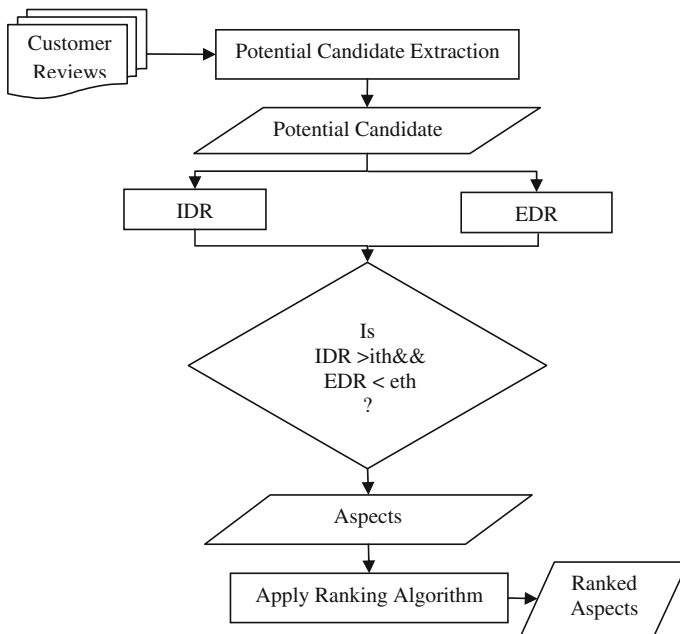 Customer
Reviews
Potential Candidate Extraction
Potential Candidate
IDR
EDR
Is
IDR >ith&&
EDR < eth
?
Aspects
Apply Ranking Algorithm
Ranked
Aspects